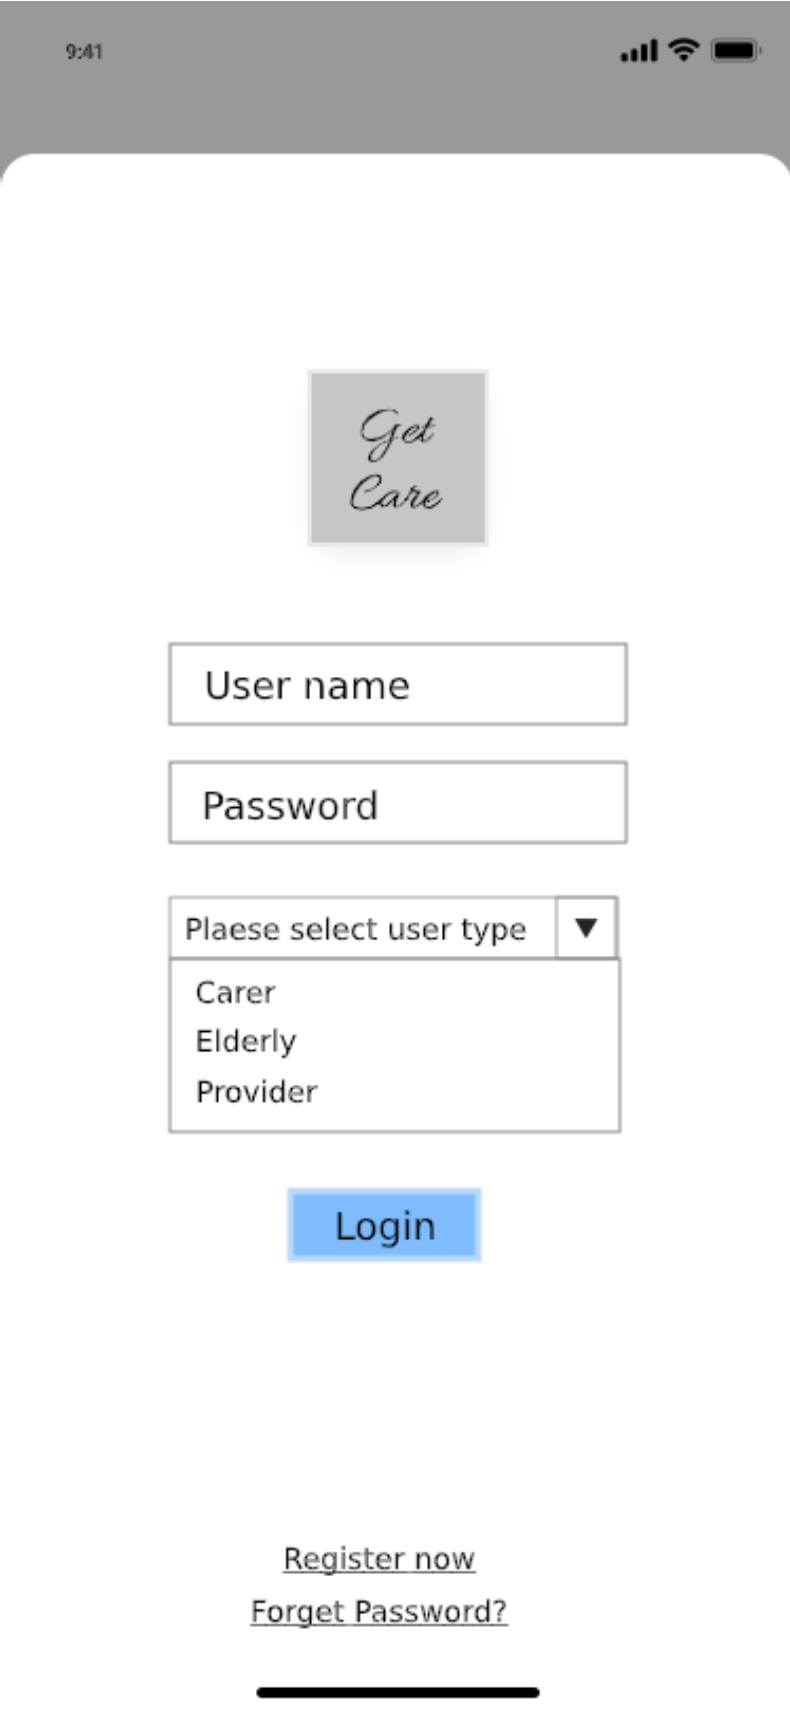 9:41
Get
Care
User name
Password
Plaese select user type
Carer
Elderly
Provider
Login
Register now
Forget Password?